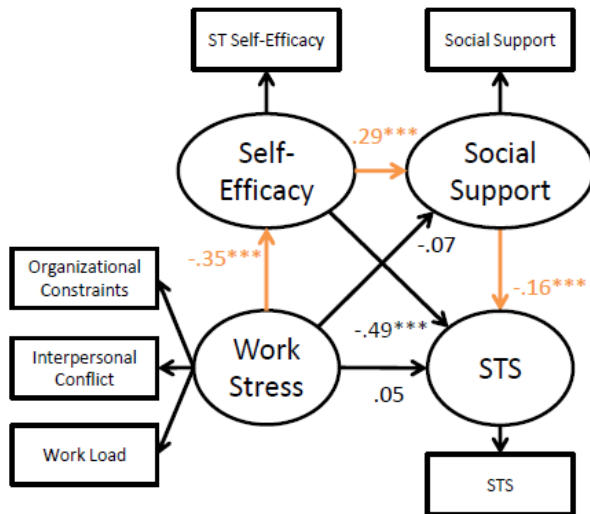 ST Self-Efficacy
Social Support
.29***
Self-
Efficacy
Social
Support
-.35***
-.07
-.16***
Organizational
Constraints
Interpersonal
Conflict
Work Load
Work
Stress
-.49***
.05
STS
STS